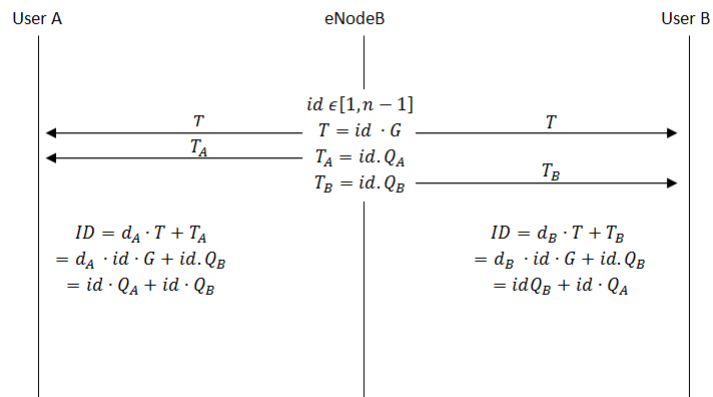 User A eNodeB User B
id ϵ[1,n − 1]
T T = id · G T
T_A T_A = id.Q_A
T_B = id.Q_B T_B
ID = d_A · T + T_A
= d_A · id · G + id.Q_B
= id · Q_A + id · Q_B
ID = d_B · T + T_B
= d_B · id · G + id.Q_B
= idQ_B + id · Q_A